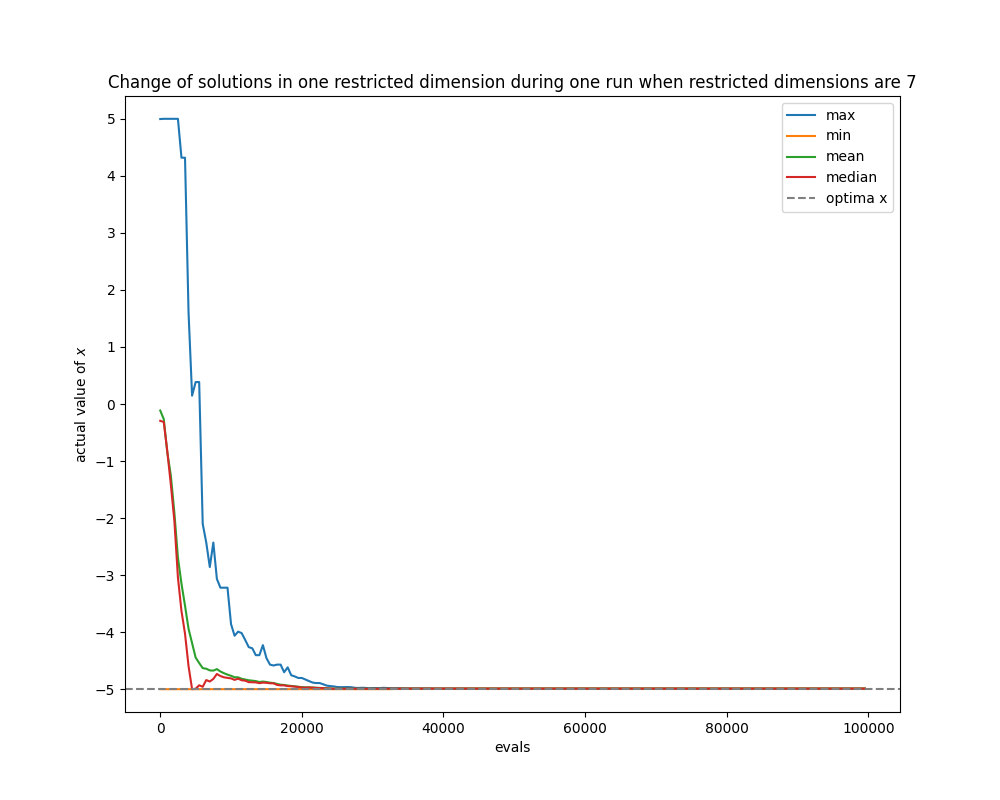 Change of solutions in one restricted dimension during one run when restricted dimensions are 7
max
min
mean
median
optima x
5
4
3
2
1
0
−1
−2
−3
−4
−5
actual value of x
0
20000
40000
60000
80000
100000
evals